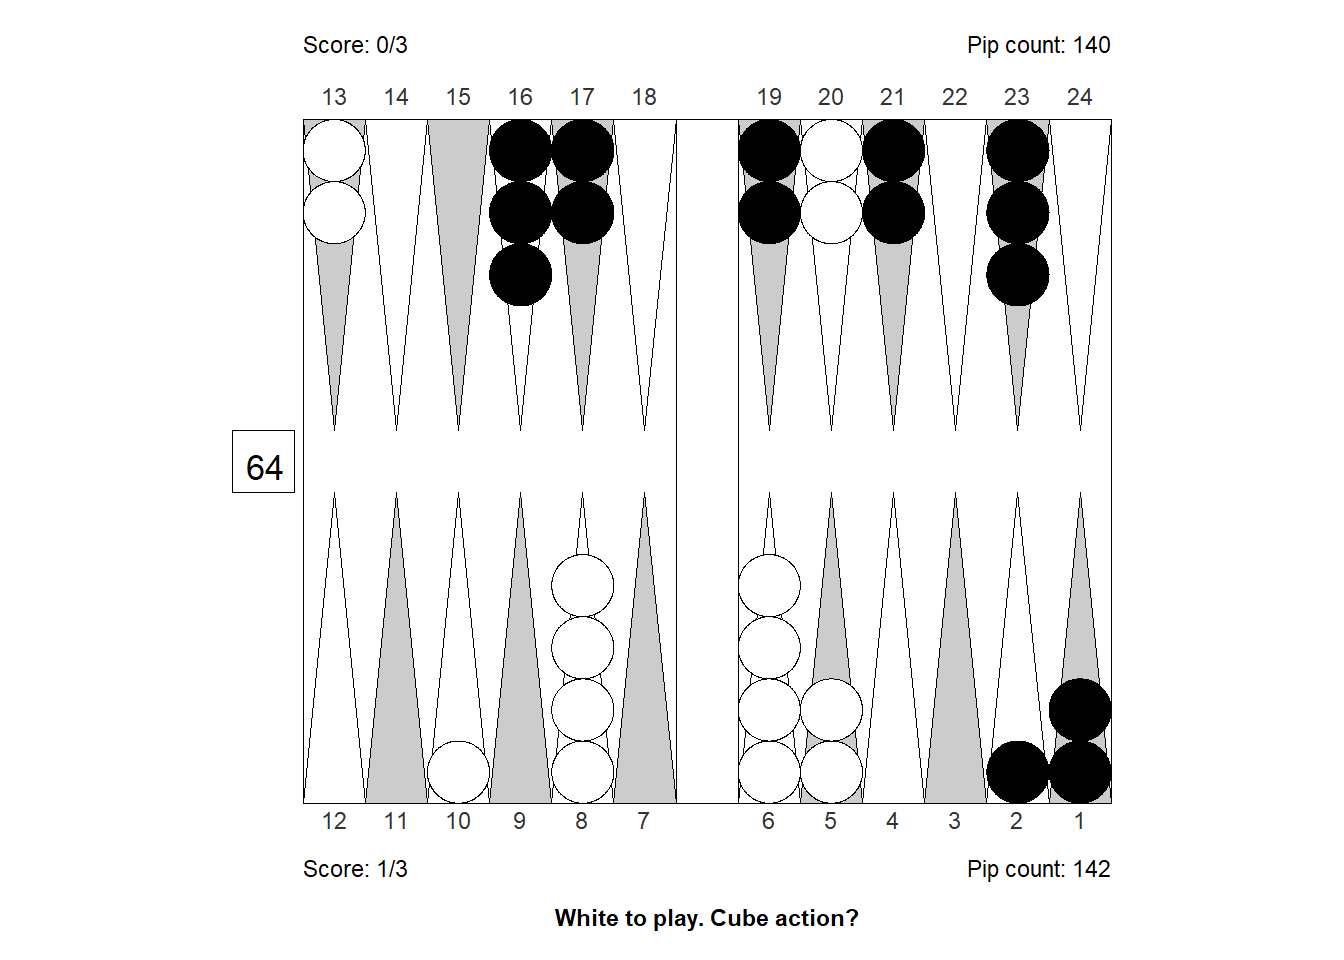 Score: 0/3 Pip count: 140
13 14 15 16 17 18 19 20 21 22 23 24
64
12 11 10 9 8 7 6 5 4 3 2 1
Score: 1/3 Pip count: 142
White to play. Cube action?